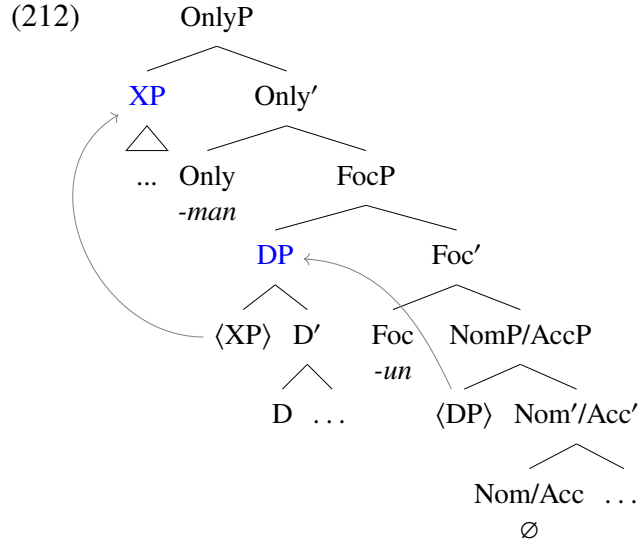 (212) OnlyP
XP Only′
... Only FocP
-man
DP Foc′
⟨XP⟩ D′ Foc NomP/AccP
-un
D . . . ⟨DP⟩ Nom′/Acc′
Nom/Acc . . .
∅